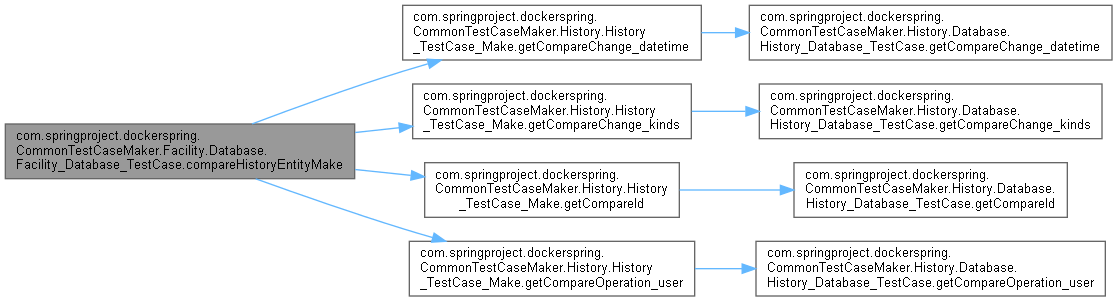 com.springproject.dockerspring.
CommonTestCaseMaker.Facility.Database.
Facility_Database_TestCase.compareHistoryEntityMake
com.springproject.dockerspring.
CommonTestCaseMaker.History.History
_TestCase_Make.getCompareChange_datetime
com.springproject.dockerspring.
CommonTestCaseMaker.History.Database.
History_Database_TestCase.getCompareChange_datetime
com.springproject.dockerspring.
CommonTestCaseMaker.History.History
_TestCase_Make.getCompareChange_kinds
com.springproject.dockerspring.
CommonTestCaseMaker.History.Database.
History_Database_TestCase.getCompareChange_kinds
com.springproject.dockerspring.
CommonTestCaseMaker.History.History
_TestCase_Make.getCompareId
com.springproject.dockerspring.
CommonTestCaseMaker.History.Database.
History_Database_TestCase.getCompareId
com.springproject.dockerspring.
CommonTestCaseMaker.History.History
_TestCase_Make.getCompareOperation_user
com.springproject.dockerspring.
CommonTestCaseMaker.History.Database.
History_Database_TestCase.getCompareOperation_user